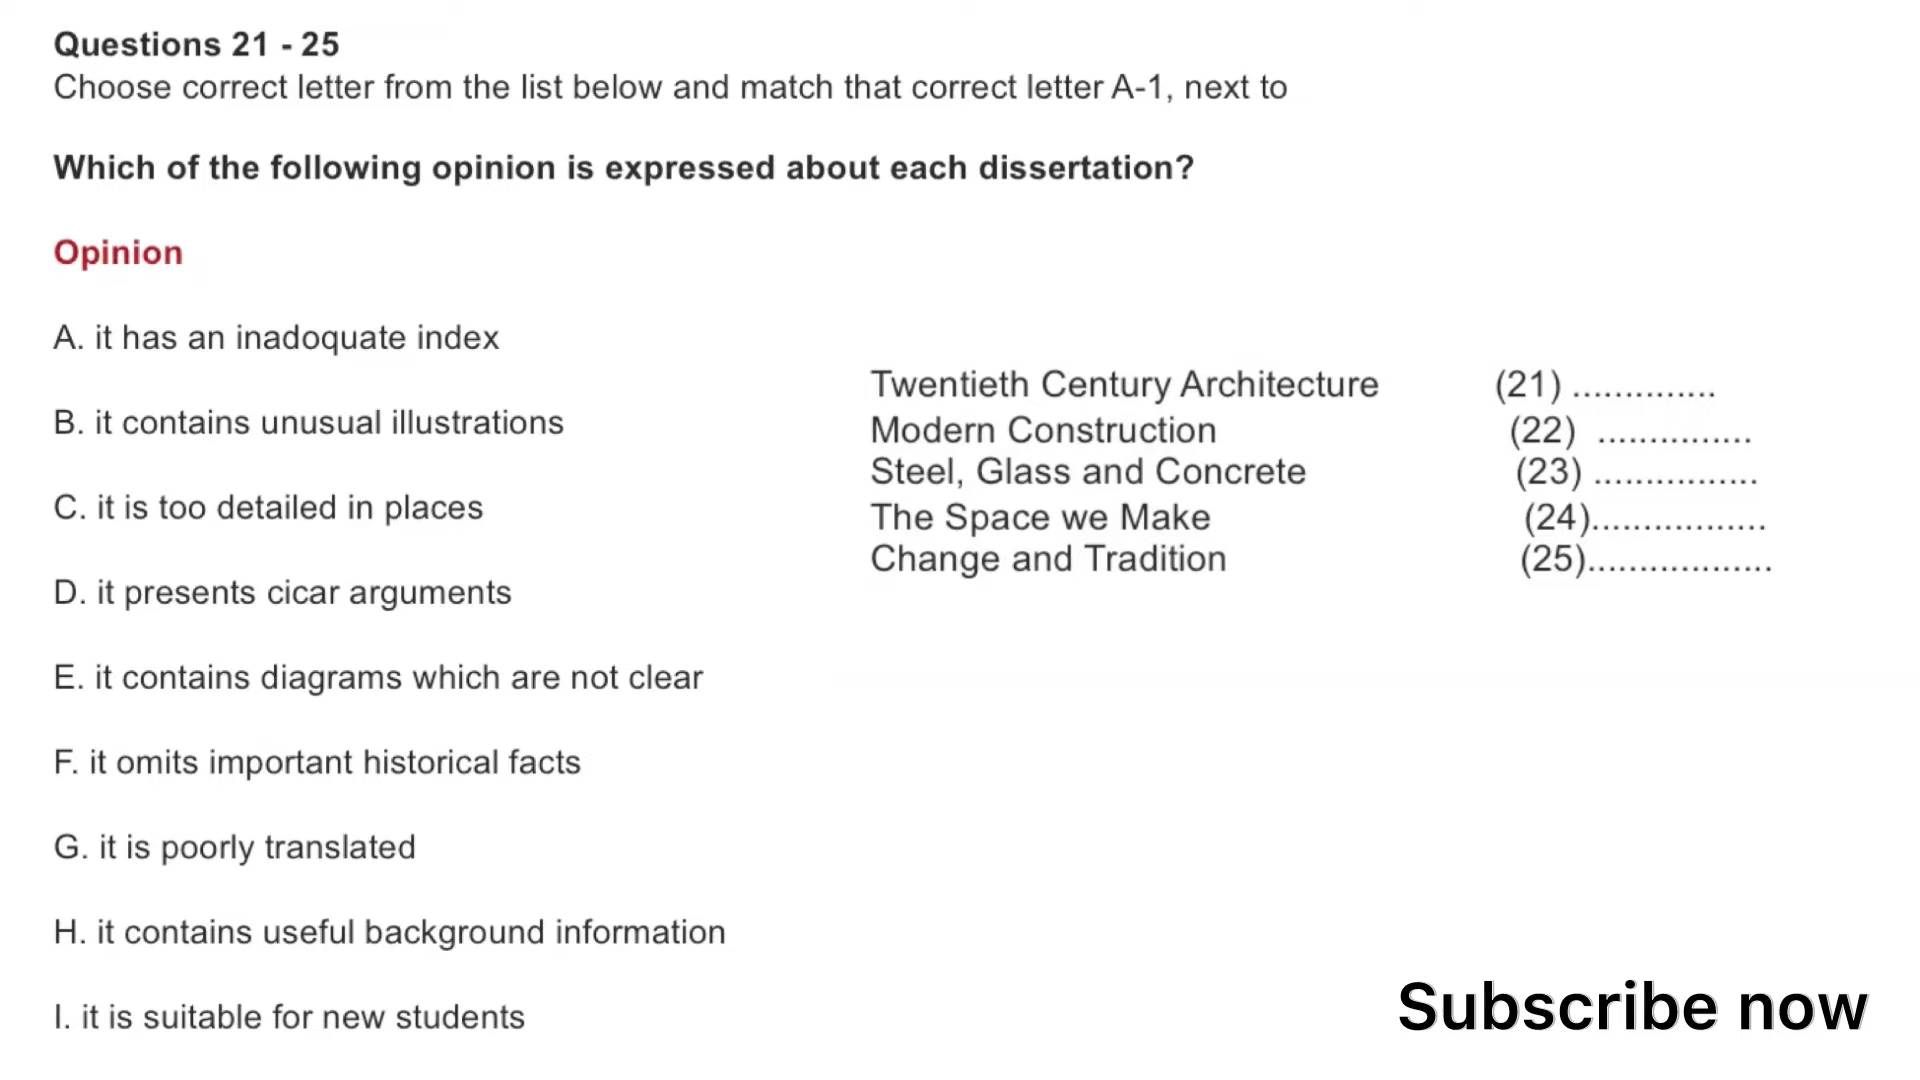 Questions 21 - 25
Choose correct letter from the list below and match that correct letter A-1, next to
Which of the following opinion is expressed about each dissertation?
Opinion
A. it has an inadoquate index
B. it contains unusual illustrations
C. it is too detailed in places
D. it presents cicar arguments
E. it contains diagrams which are not clear
F. it omits important historical facts
G. it is poorly translated
H. it contains useful background information
I. it is suitable for new students
Twentieth Century Architecture (21) ..............
Modern Construction (22) ...............
Steel, Glass and Concrete (23) ................
The Space we Make (24).................
Change and Tradition (25)..................
Subscribe now